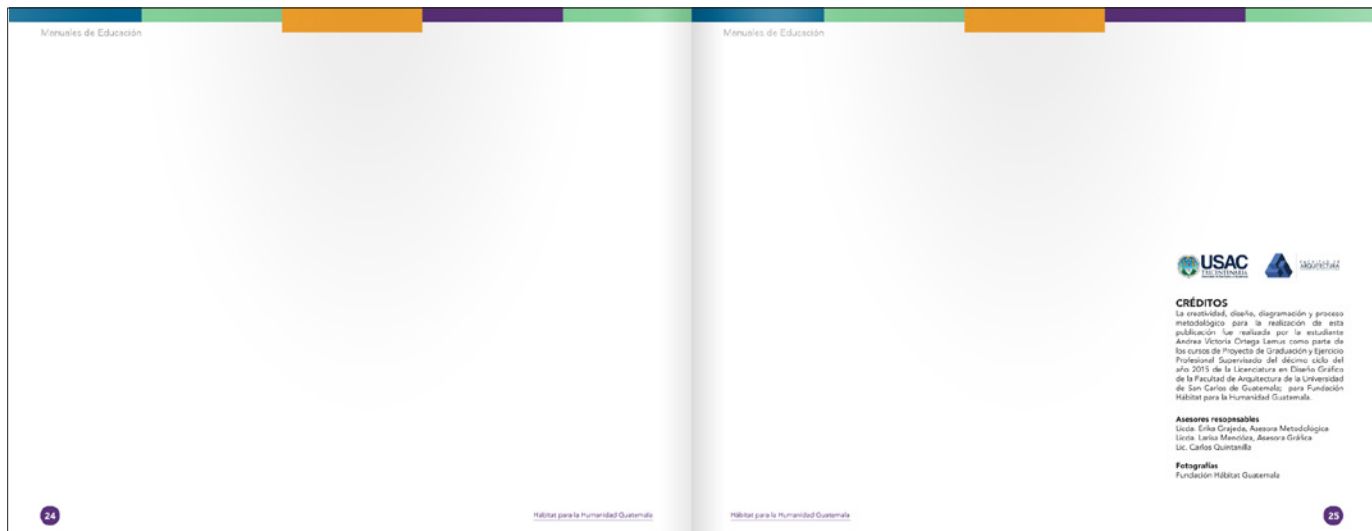 Manuales de Educación
24
Hábitat para la Humanidad Guatemala
Manuales de Educación
USAC
TRICENTENARIA
FACULTAD DE
ARQUITECTURA
CRÉDITOS
La creatividad, diseño, diagramación y proceso
metodológico para la realización de esta
publicación fue realizada por la estudiante
Andrea Victoria Ortega Lemus como parte de
los cursos de Proyecto de Graduación y Ejercicio
Profesional Supervisado del décimo ciclo del
año 2015 de la Licenciatura en Diseño Gráfico
de la Facultad de Arquitectura de la Universidad
de San Carlos de Guatemala; para Fundación
Hábitat para la Humanidad Guatemala.
Asesores resopnsables
Licda. Erika Grajeda, Asesora Metodológica
Licda. Larisa Mendóza, Asesora Gráfica
Lic. Carlos Quintanilla
Fotografías
Fundación Hábitat Guatemala
Hábitat para la Humanidad Guatemala
25